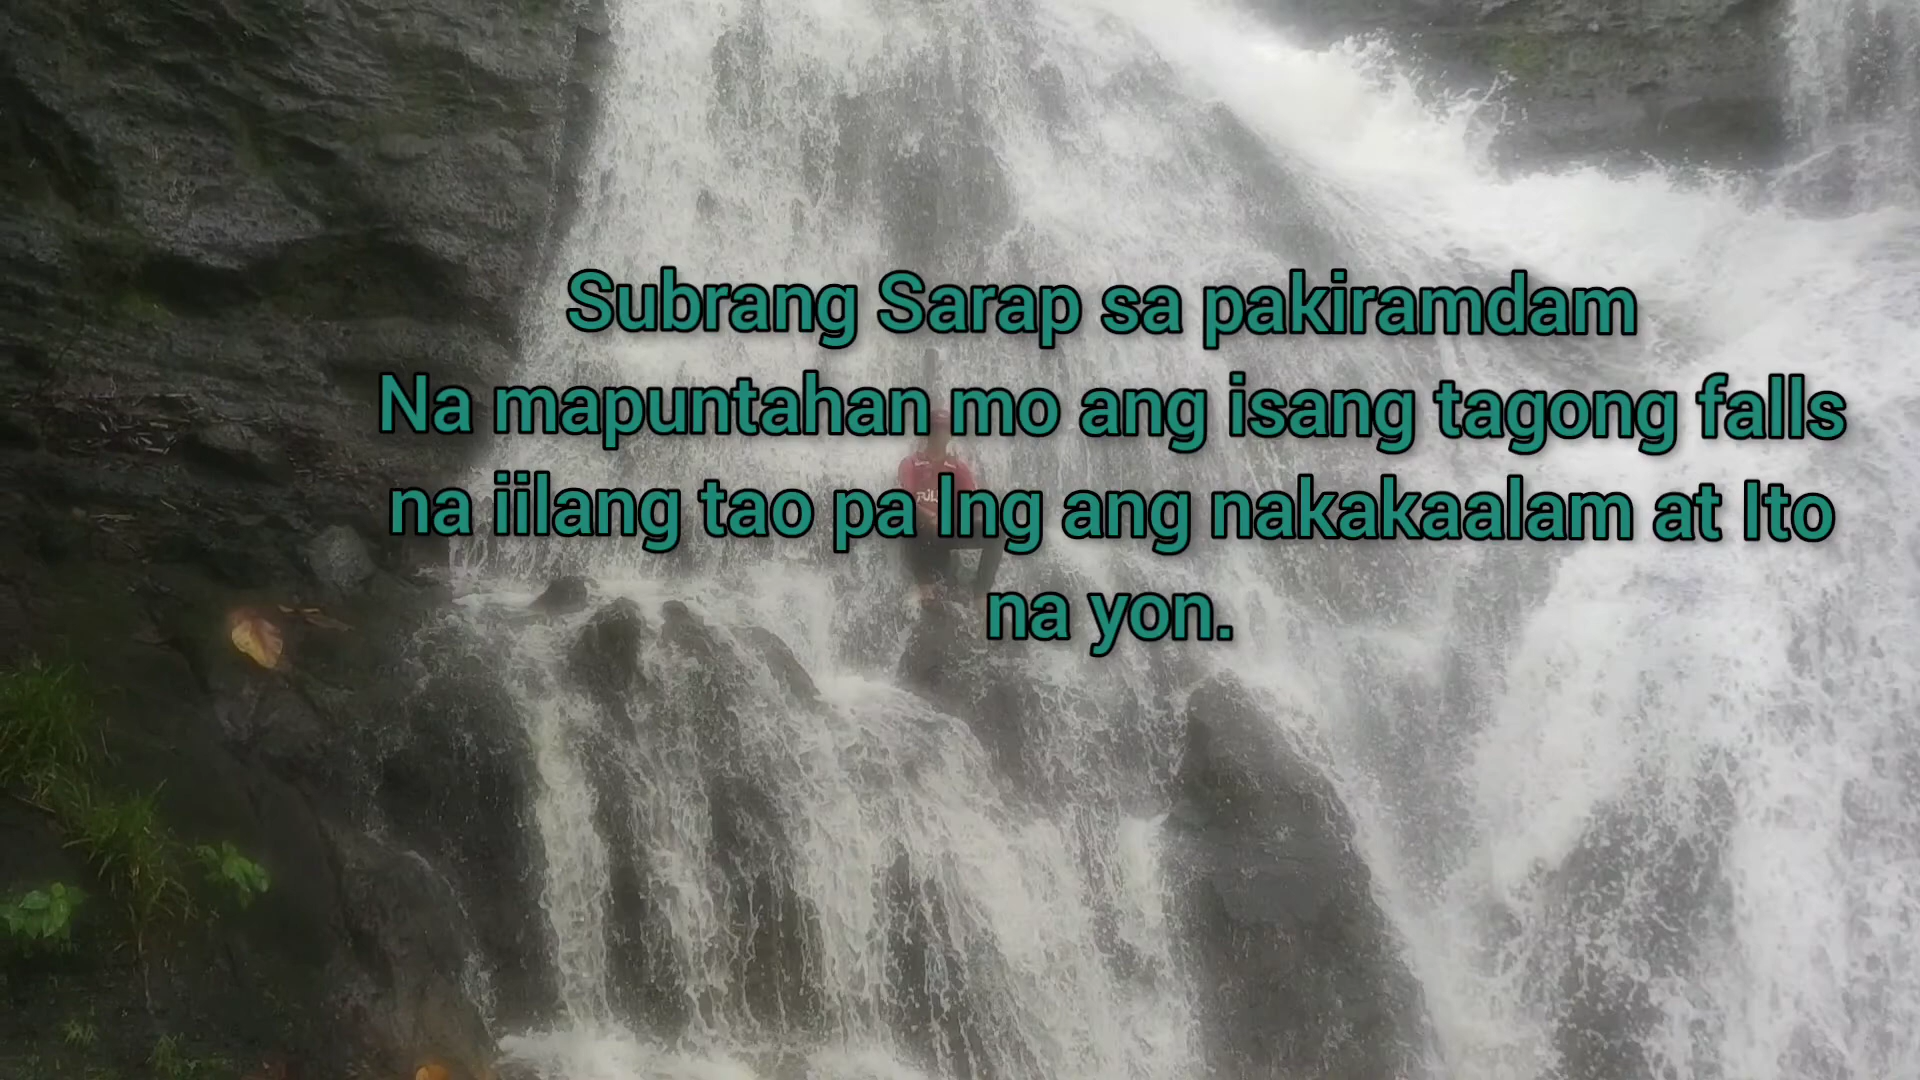 Subrang Sarap sa pakiramdam
Na mapuntahan mo ang isang tagong falls
na iilang tao pa lng ang nakakaalam at Ito
na yon.